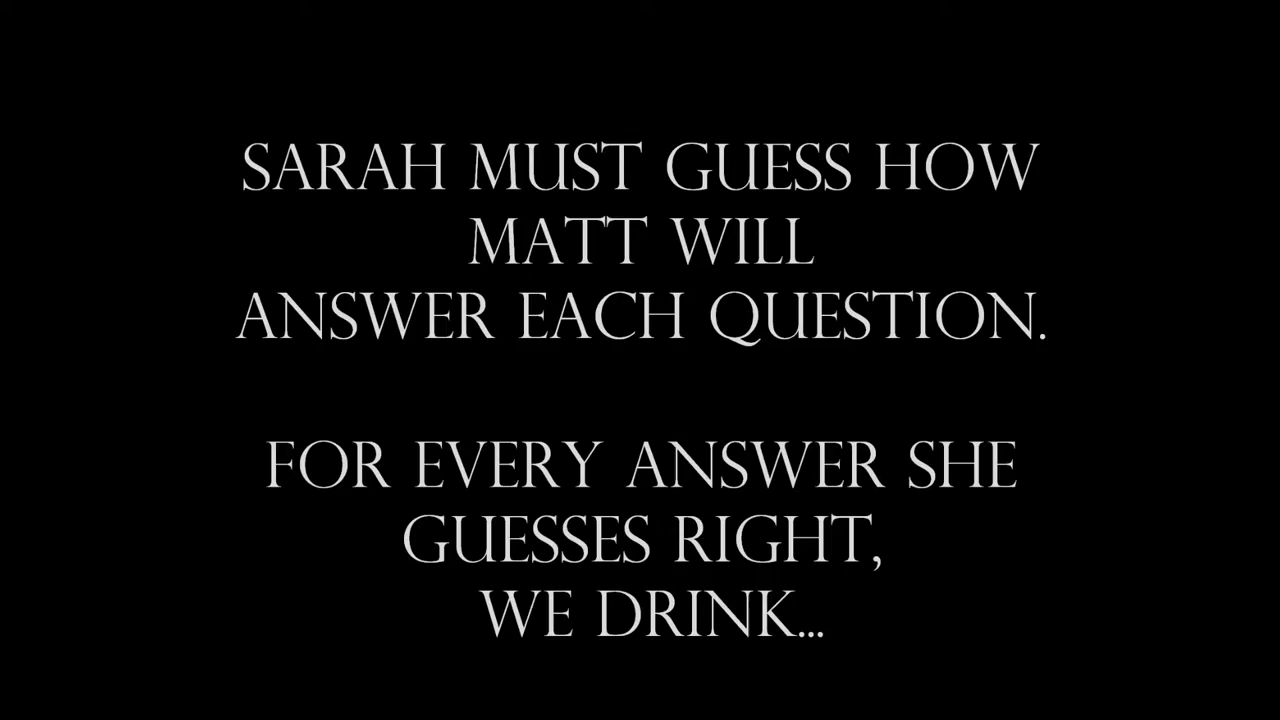 SARAH MUST GUESS HOW
MATT WILL
ANSWER EACH QUESTION.
FOR EVERY ANSWER SHE
GUESSES RIGHT,
WE DRINK...